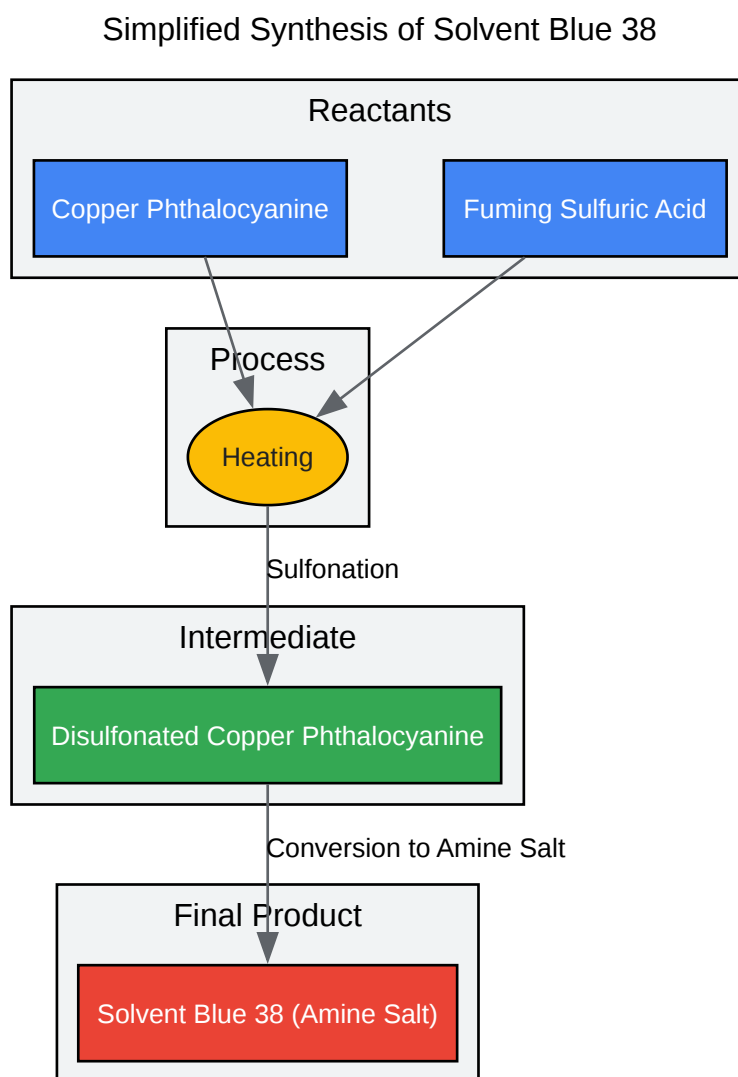 Simplified Synthesis of Solvent Blue 38
Reactants
Copper Phthalocyanine
Fuming Sulfuric Acid
Process
Heating
Sulfonation
Intermediate
Disulfonated Copper Phthalocyanine
Conversion to Amine Salt
Final Product
Solvent Blue 38 (Amine Salt)